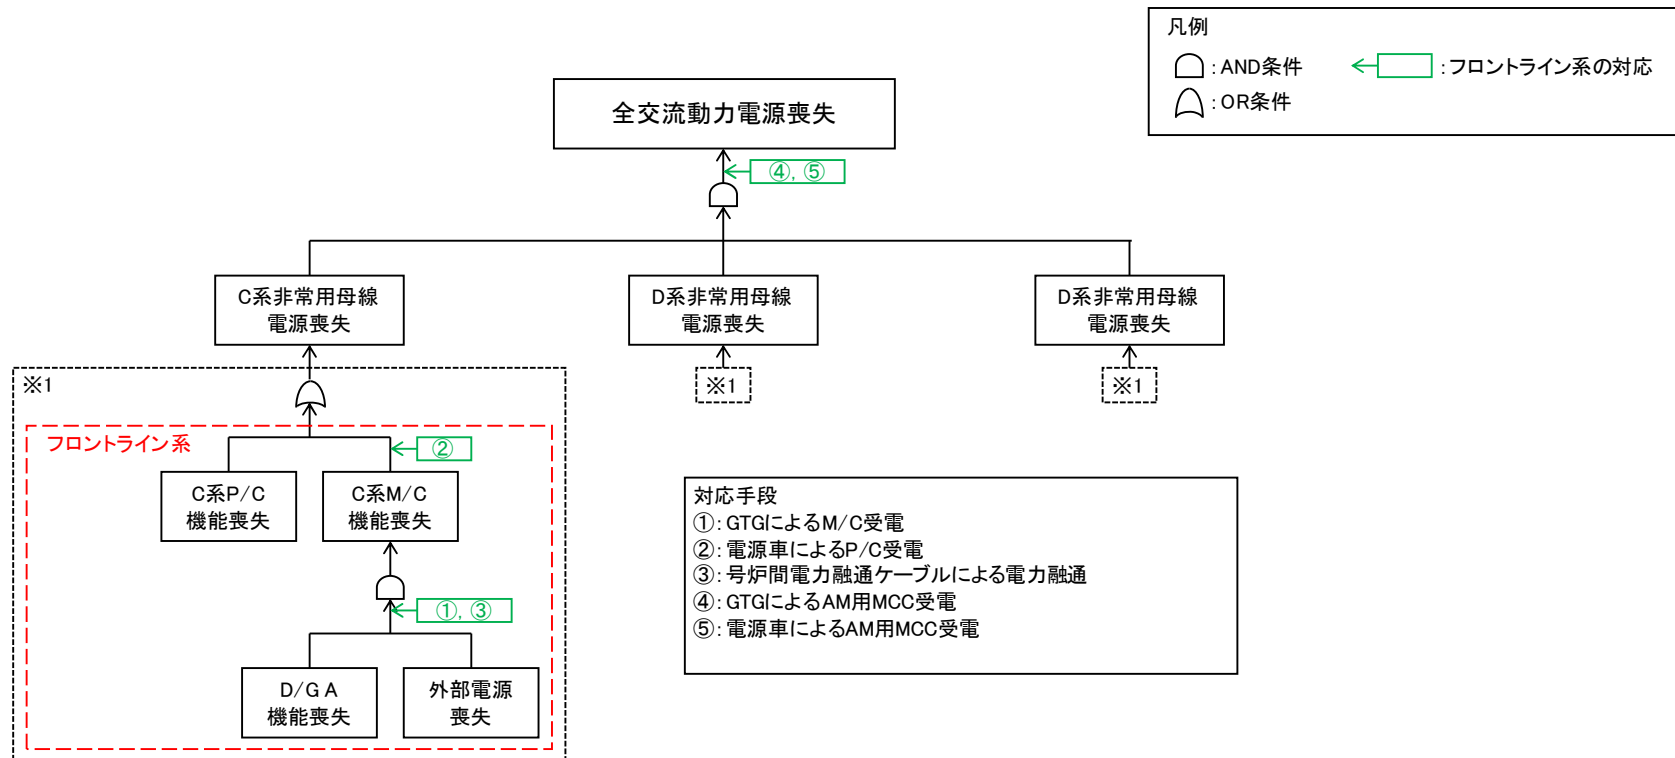 凡例
: AND条件
: フロントライン系の対応
: OR条件
全交流動力電源喪失
④, ⑤
C系非常用母線
電源喪失
D系非常用母線
電源喪失
D系非常用母線
電源喪失
※1
※1
※1
フロントライン系
②
C系P/C
機能喪失
C系M/C
機能喪失
①, ③
D/G A
機能喪失
外部電源
喪失
対応手段
①: GTGによるM/C受電
②: 電源車によるP/C受電
③: 号炉間電力融通ケーブルによる電力融通
④: GTGによるAM用MCC受電
⑤: 電源車によるAM用MCC受電